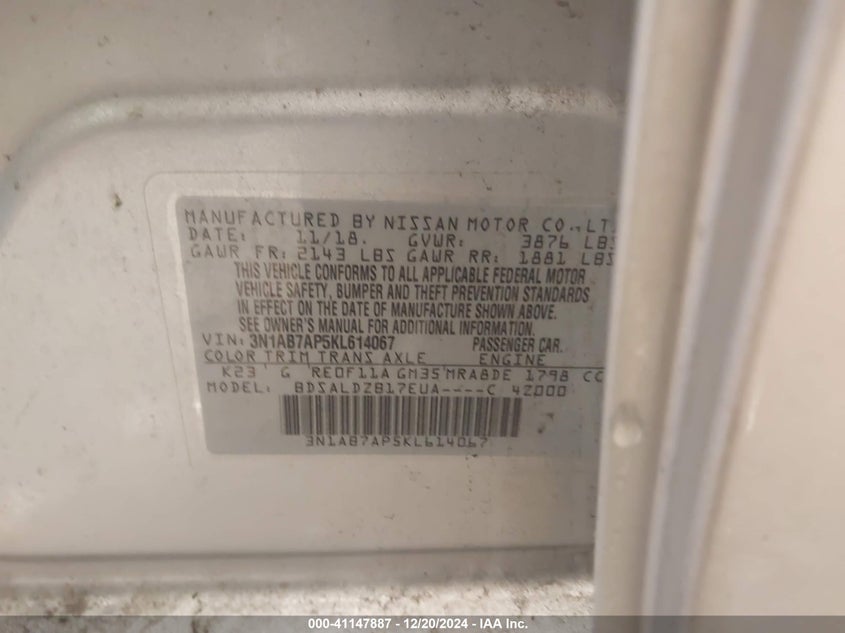 MANUFACTURED BY NISSAN MOTOR CO., LT
DATE: 11/18. GVWR: 3876 LBS
GAWR FR: 2143 LBS GAWR RR: 1881 LBS
THIS VEHICLE CONFORMS TO ALL APPLICABLE FEDERAL MOTOR
VEHICLE SAFETY, BUMPER AND THEFT PREVENTION STANDARDS
IN EFFECT ON THE DATE OF MANUFACTURE SHOWN ABOVE.
SEE OWNER'S MANUAL FOR ADDITIONAL INFORMATION.
VIN: 3N1AB7AP5KL614067 PASSENGER CAR.
COLOR TRIM TRANS AXLE ENGINE
K23 G RE0F11A GM35 MRA8DE 1798 CC
MODEL: BDSALDZB17EUA----C 42000
3N1AB7AP5KL614067
000-41147887 - 12/20/2024 - IAA Inc.